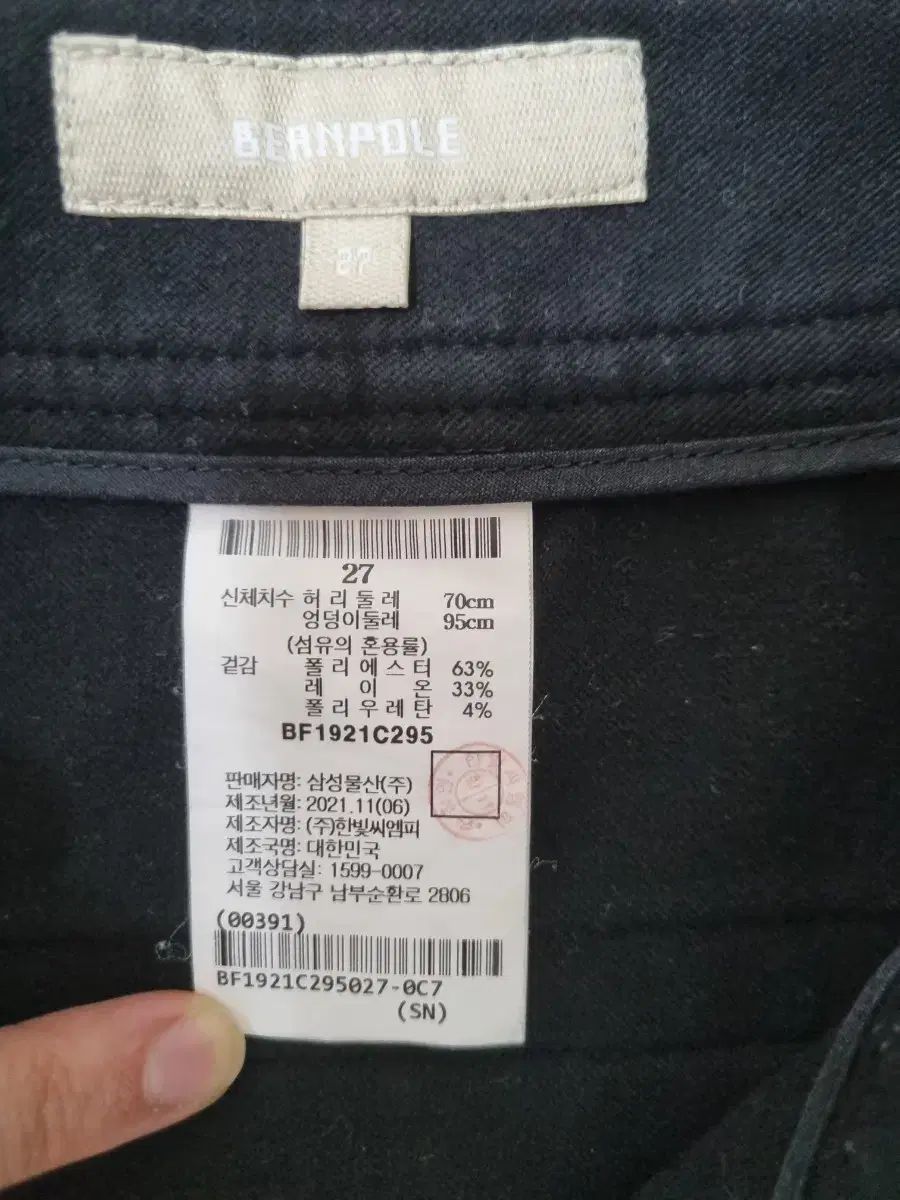 BEANPOLE
27
27
신체치수 허리둘레 70cm
엉덩이둘레 95cm
(섬유의 혼용률)
겉감 폴리에스터 63%
레이온 33%
폴리우레탄 4%
BF1921C295
판매자명: 삼성물산(주)
제조년월: 2021.11(06)
제조자명: (주)한빛씨엠피
제조국명: 대한민국
고객상담실: 1599-0007
서울 강남구 남부순환로 2806
(00391)
BF1921C295027-0C7
(SN)